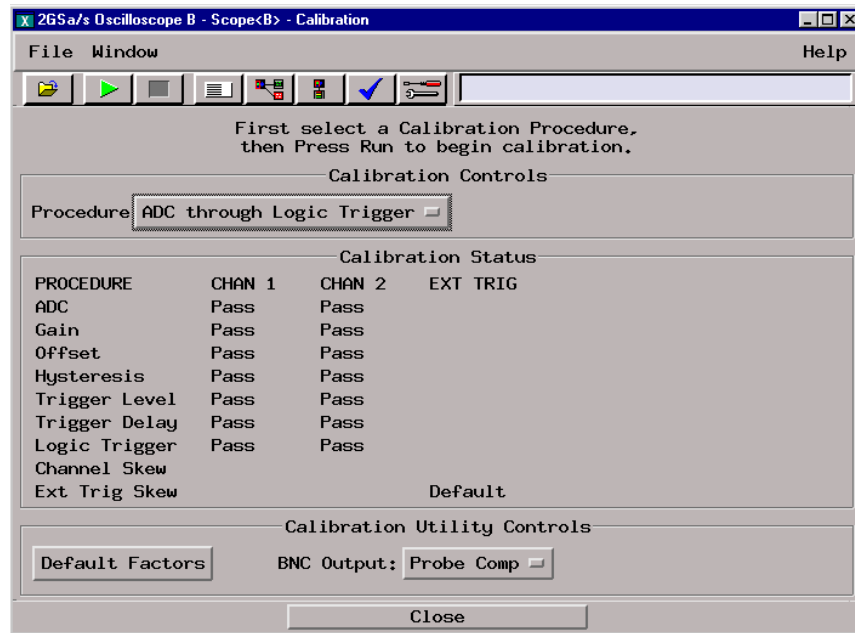 2GSa/s Oscilloscope B - Scope<B> - Calibration
File Window Help
First select a Calibration Procedure,
then Press Run to begin calibration.
Calibration Controls
Procedure ADC through Logic Trigger
Calibration Status
PROCEDURE CHAN 1 CHAN 2 EXT TRIG
ADC Pass Pass
Gain Pass Pass
Offset Pass Pass
Hysteresis Pass Pass
Trigger Level Pass Pass
Trigger Delay Pass Pass
Logic Trigger Pass Pass
Channel Skew
Ext Trig Skew Default
Calibration Utility Controls
Default Factors BNC Output: Probe Comp
Close